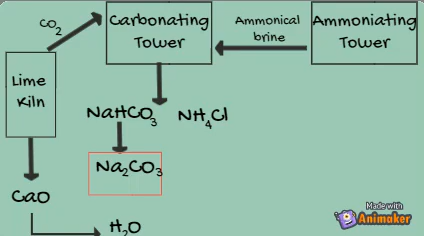 CO₂
Carbonating
Tower
Ammonical
brine
Ammoniating
Tower
Lime
Kiln
NaHCO₃
NH₄Cl
Na₂CO₃
CaO
H₂O
Made with
Animaker